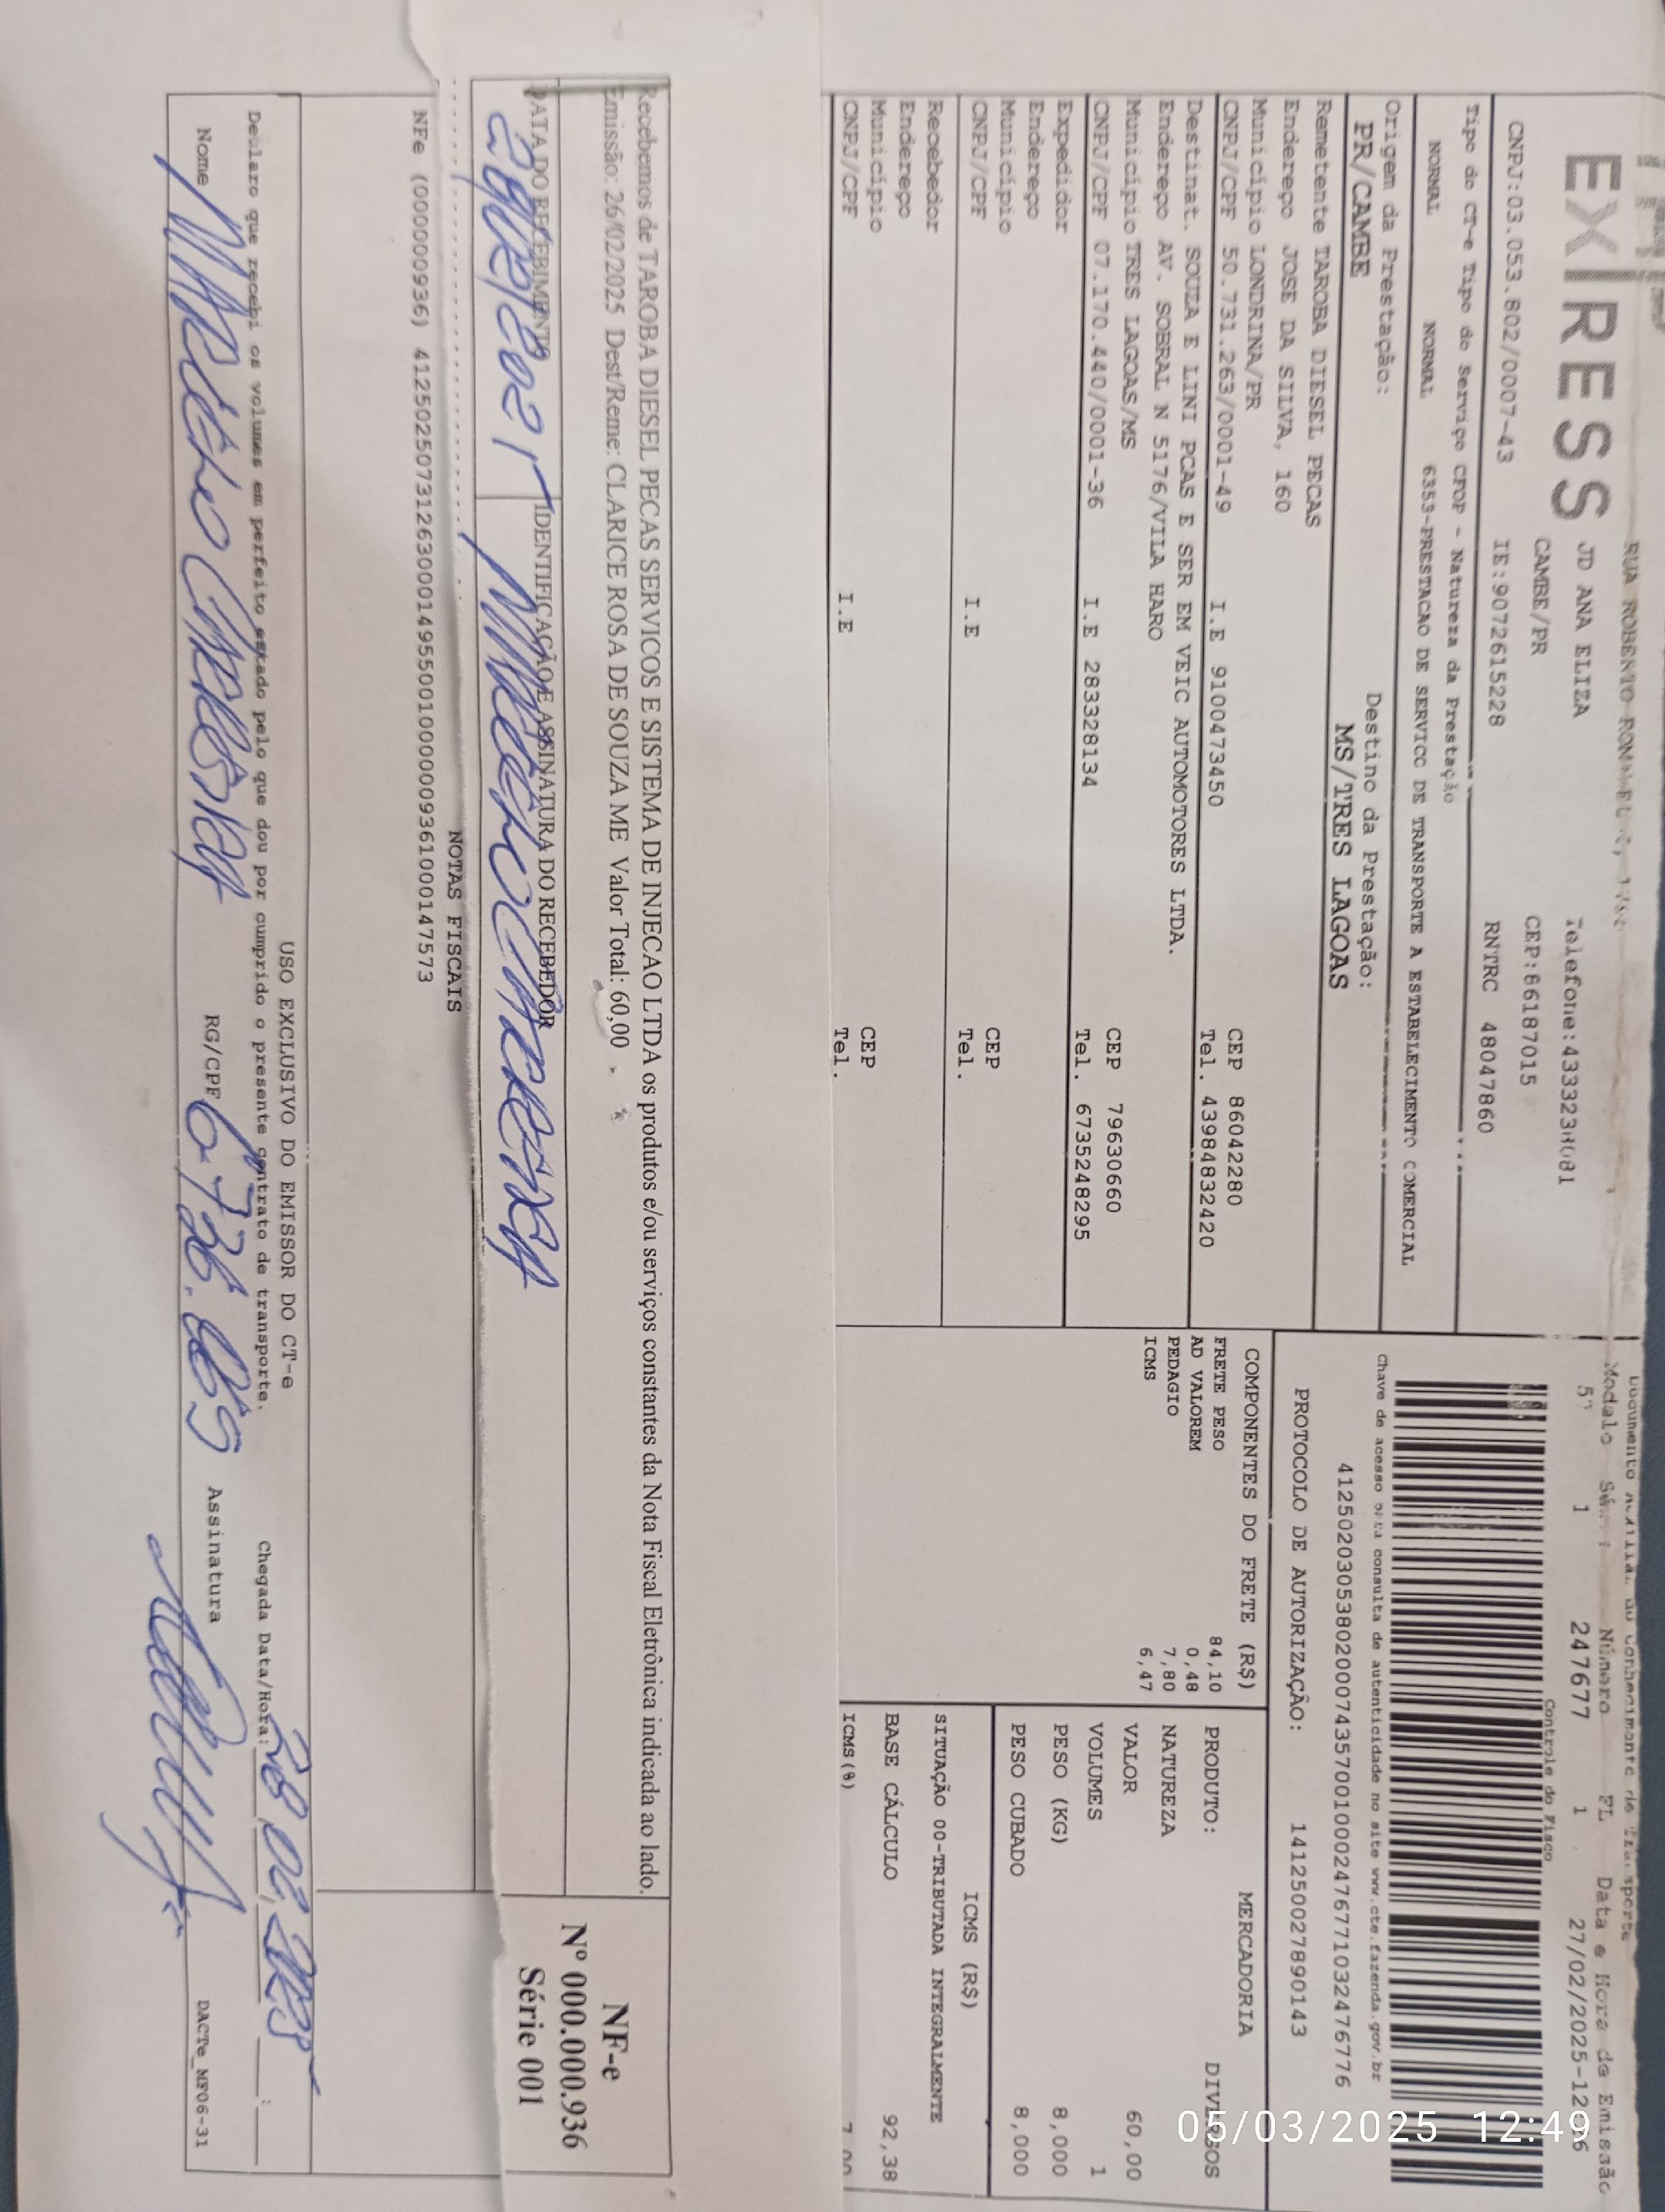 EXPRESS
RUA ROBERTO
JD ANA ELIZA
Telefone:433323
CAMBE/PR
CEP:86187015
CNPJ:03.053.802/0007-43 IE:9072615228 RNTRC 48047860
Tipo do CT-e Tipo do Serviço CFOP - Natureza da Prestação
NORMAL NORMAL 6353-PRESTACAO DE SERVICO DE TRANSPORTE A ESTABELECIMENTO COMERCIAL
Origem da Prestação: Destino da Prestação:
PR/CAMBE MS/TRES LAGOAS
Remetente TAROBA DIESEL PECAS
Endereço JOSE DA SILVA, 160
Município LONDRINA/PR CEP 86042280
CNPJ/CPF 50.731.263/0001-49 I.E 9100473450 Tel. 43984832420
Destinat. SOUZA E LINI PCAS E SER EM VEIC AUTOMOTORES LTDA.
Endereço AV. SOBRAL N 5176/VILA HARO
Município TRES LAGOAS/MS CEP 79630660
CNPJ/CPF 07.170.440/0001-36 I.E 283328134 Tel. 6735248295
Expedidor
Endereço
Município CEP
CNPJ/CPF I.E Tel.
Recebedor
Endereço
Município CEP
CNPJ/CPF I.E Tel.
Documento Auxiliar do Conhecimento de Transporte
Modalo Número FL Data e Hora de Emissão
57 1 247677 1 27/02/2025-12
Controle do Fisco
Chave de acesso para consulta de autenticidade no site www.cte.fazenda.gov.br
41250203053802000743570010002476771032476776
PROTOCOLO DE AUTORIZAÇÃO: 141250027890143
COMPONENTES DO FRETE (R$)
FRETE PESO 84,10
AD VALOREM 0,48
PEDAGIO 7,80
ICMS 6,47
MERCADORIA
PRODUTO: DIVERSOS
NATUREZA
VALOR 60,00
VOLUMES 1
PESO (KG) 8,000
PESO CUBADO 8,000
ICMS (R$)
SITUAÇÃO 00-TRIBUTADA INTEGRALMENTE
BASE CÁLCULO 92,38
ICMS(%) 7,00
Recebemos de TAROBA DIESEL PECAS SERVICOS E SISTEMA DE INJECAO LTDA os produtos e/ou serviços constantes da Nota Fiscal Eletrônica indicada ao lado.
Emissão: 26/02/2025 Dest/Reme: CLARICE ROSA DE SOUZA ME Valor Total: 60,00
DATA DO RECEBIMENTO IDENTIFICAÇÃO E ASSINATURA DO RECEBEDOR
NF-e
Nº 000.000.936
Série 001
NOTAS FISCAIS
NFe (000000936) 41250250731263000149550010000009361000147573
USO EXCLUSIVO DO EMISSOR DO CT-e
Declaro que recebi os volumes em perfeito estado pelo que dou por cumprido o presente contrato de transporte.
Chegada Data/Hora: 28 02 2025
Nome RG/CPF Assinatura
DACTe_MF06-31
05/03/2025 12:49